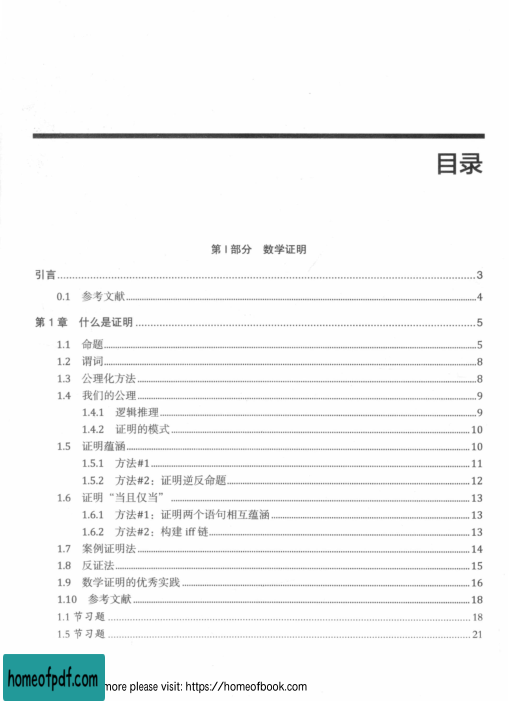 目录
第 I 部分 数学证明
引言 3
0.1 参考文献 4
第 1 章 什么是证明 5
1.1 命题 5
1.2 谓词 8
1.3 公理化方法 8
1.4 我们的公理 9
1.4.1 逻辑推理 9
1.4.2 证明的模式 10
1.5 证明蕴涵 10
1.5.1 方法#1 11
1.5.2 方法#2：证明逆反命题 12
1.6 证明“当且仅当” 13
1.6.1 方法#1：证明两个语句相互蕴涵 13
1.6.2 方法#2：构建 iff 链 13
1.7 案例证明法 14
1.8 反证法 15
1.9 数学证明的优秀实践 16
1.10 参考文献 18
1.1 节习题 18
1.5 节习题 21
homeofpdf.com
more please visit: https://homeofbook.com